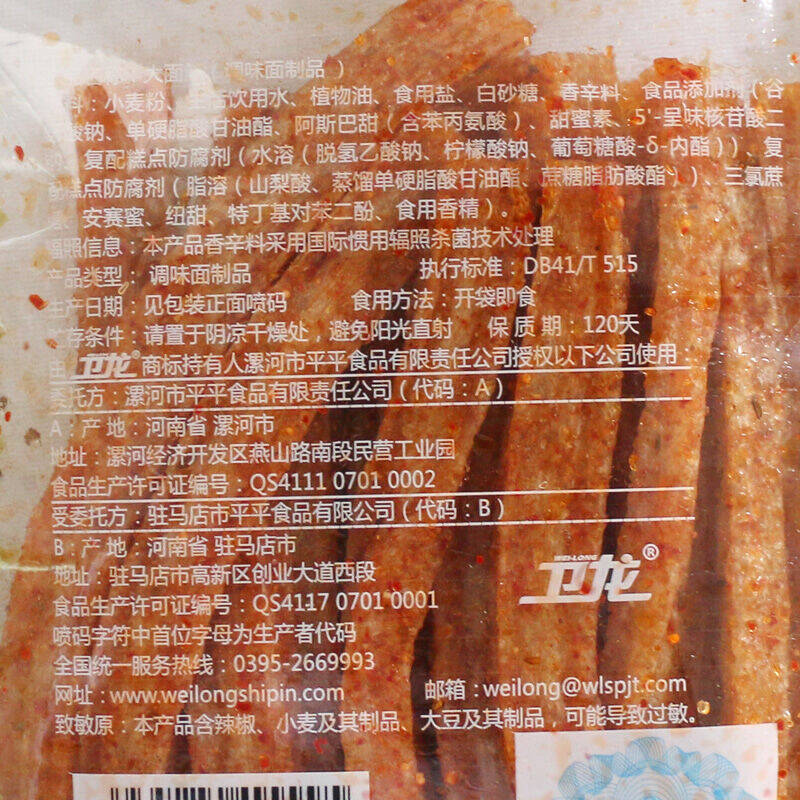 大面（调味面制品）
料：小麦粉、生活饮用水、植物油、食用盐、白砂糖、香辛料、食品添加剂（谷
酸钠、单硬脂酸甘油酯、阿斯巴甜（含苯丙氨酸）、甜蜜素、5'-呈味核苷酸二
、复配糕点防腐剂（水溶（脱氢乙酸钠、柠檬酸钠、葡萄糖酸-δ-内酯））、复
糕点防腐剂（脂溶（山梨酸、蒸馏单硬脂酸甘油酯、蔗糖脂肪酸酯））、三氯蔗
、安赛蜜、纽甜、特丁基对苯二酚、食用香精）。
辐照信息：本产品香辛料采用国际惯用辐照杀菌技术处理
产品类型：调味面制品 执行标准：DB41/T 515
生产日期：见包装正面喷码 食用方法：开袋即食
贮存条件：请置于阴凉干燥处，避免阳光直射 保质期：120天
由卫龙®商标持有人漯河市平平食品有限责任公司授权以下公司使用：
委托方：漯河市平平食品有限责任公司（代码：A）
A：产地：河南省 漯河市
地址：漯河经济开发区燕山路南段民营工业园
食品生产许可证编号：QS4111 0701 0002
受委托方：驻马店市平平食品有限公司（代码：B）
B：产地：河南省 驻马店市
地址：驻马店市高新区创业大道西段
食品生产许可证编号：QS4117 0701 0001
WEI-LONG
卫龙®
喷码字符中首位字母为生产者代码
全国统一服务热线：0395-2669993
网址：www.weilongshipin.com 邮箱：weilong@wlspjt.com
致敏原：本产品含辣椒、小麦及其制品、大豆及其制品，可能导致过敏。